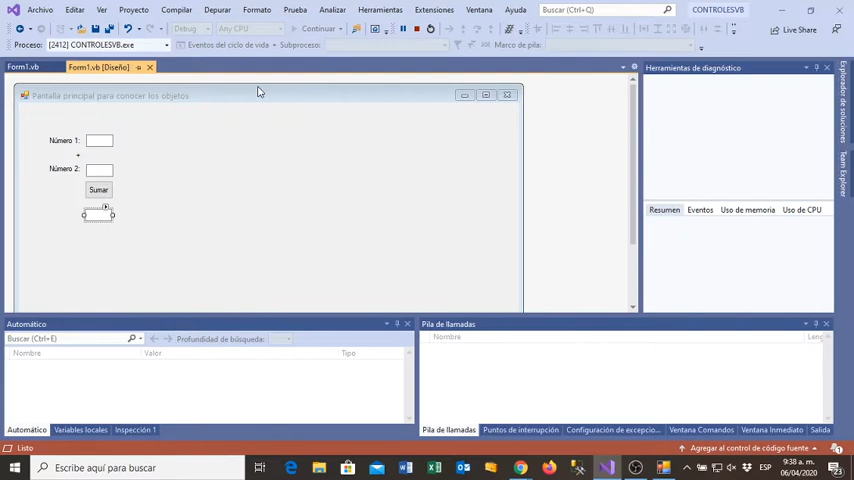 Archivo Editar Ver Proyecto Compilar Depurar Formato Prueba Analizar Herramientas Extensiones Ventana Ayuda Buscar (Ctrl+Q) CONTROLESVB
Debug Any CPU Continuar Live Share
Proceso: [2412] CONTROLESVB.exe Eventos del ciclo de vida Subproceso: Marco de pila:
Form1.vb Form1.vb [Diseño] Herramientas de diagnóstico
Explorador de soluciones
Team Explorer
Pantalla principal para conocer los objetos
Número 1:
+
Número 2:
Sumar
Resumen Eventos Uso de memoria Uso de CPU
Automático Pila de llamadas
Buscar (Ctrl+E) Profundidad de búsqueda:
Nombre Valor Tipo Nombre Leng
Automático Variables locales Inspección 1 Pila de llamadas Puntos de interrupción Configuración de excepcio... Ventana Comandos Ventana Inmediato Salida
Listo Agregar al control de código fuente
Escribe aquí para buscar ESP 9:38 a. m.
06/04/2020 23